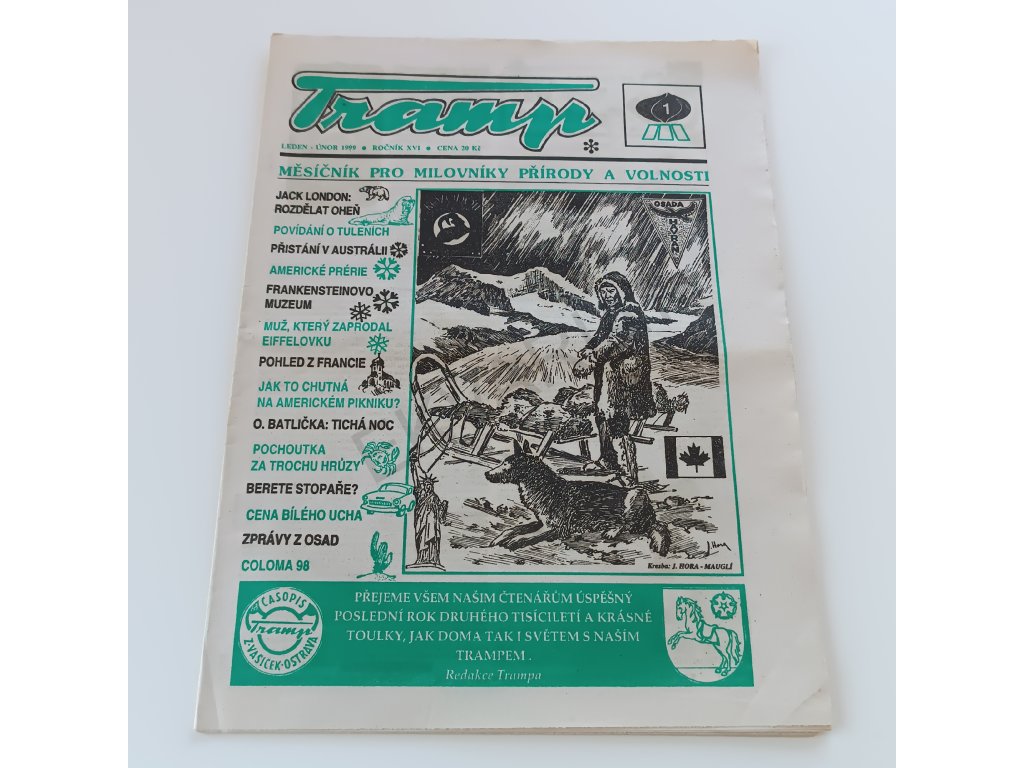 Tramp
1
LEDEN - ÚNOR 1999 ● ROČNÍK XVI ● CENA 20 Kč
MĚSÍČNÍK PRO MILOVNÍKY PŘÍRODY A VOLNOSTI
JACK LONDON:
ROZDĚLAT OHEŇ
POVÍDÁNÍ O TULENÍCH
PŘISTÁNÍ V AUSTRÁLII
AMERICKÉ PRÉRIE
FRANKENSTEINOVO
MUZEUM
MUŽ, KTERÝ ZAPRODAL
EIFFELOVKU
POHLED Z FRANCIE
JAK TO CHUTNÁ
NA AMERICKÉM PIKNIKU?
O. BATLIČKA: TICHÁ NOC
POCHOUTKA
ZA TROCHU HRŮZY
BERETE STOPAŘE?
CENA BÍLÉHO UCHA
ZPRÁVY Z OSAD
COLOMA 98
OSADA
J. Hora
Kresba: J. HORA - MAUGLÍ
ČASOPIS
Tramp
Z.VAŠÍČEK-OSTRAVA
PŘEJEME VŠEM NAŠIM ČTENÁŘŮM ÚSPĚŠNÝ
POSLEDNÍ ROK DRUHÉHO TISÍCILETÍ A KRÁSNÉ
TOULKY, JAK DOMA TAK I SVĚTEM S NAŠÍM
TRAMPEM .
Redakce Trampa